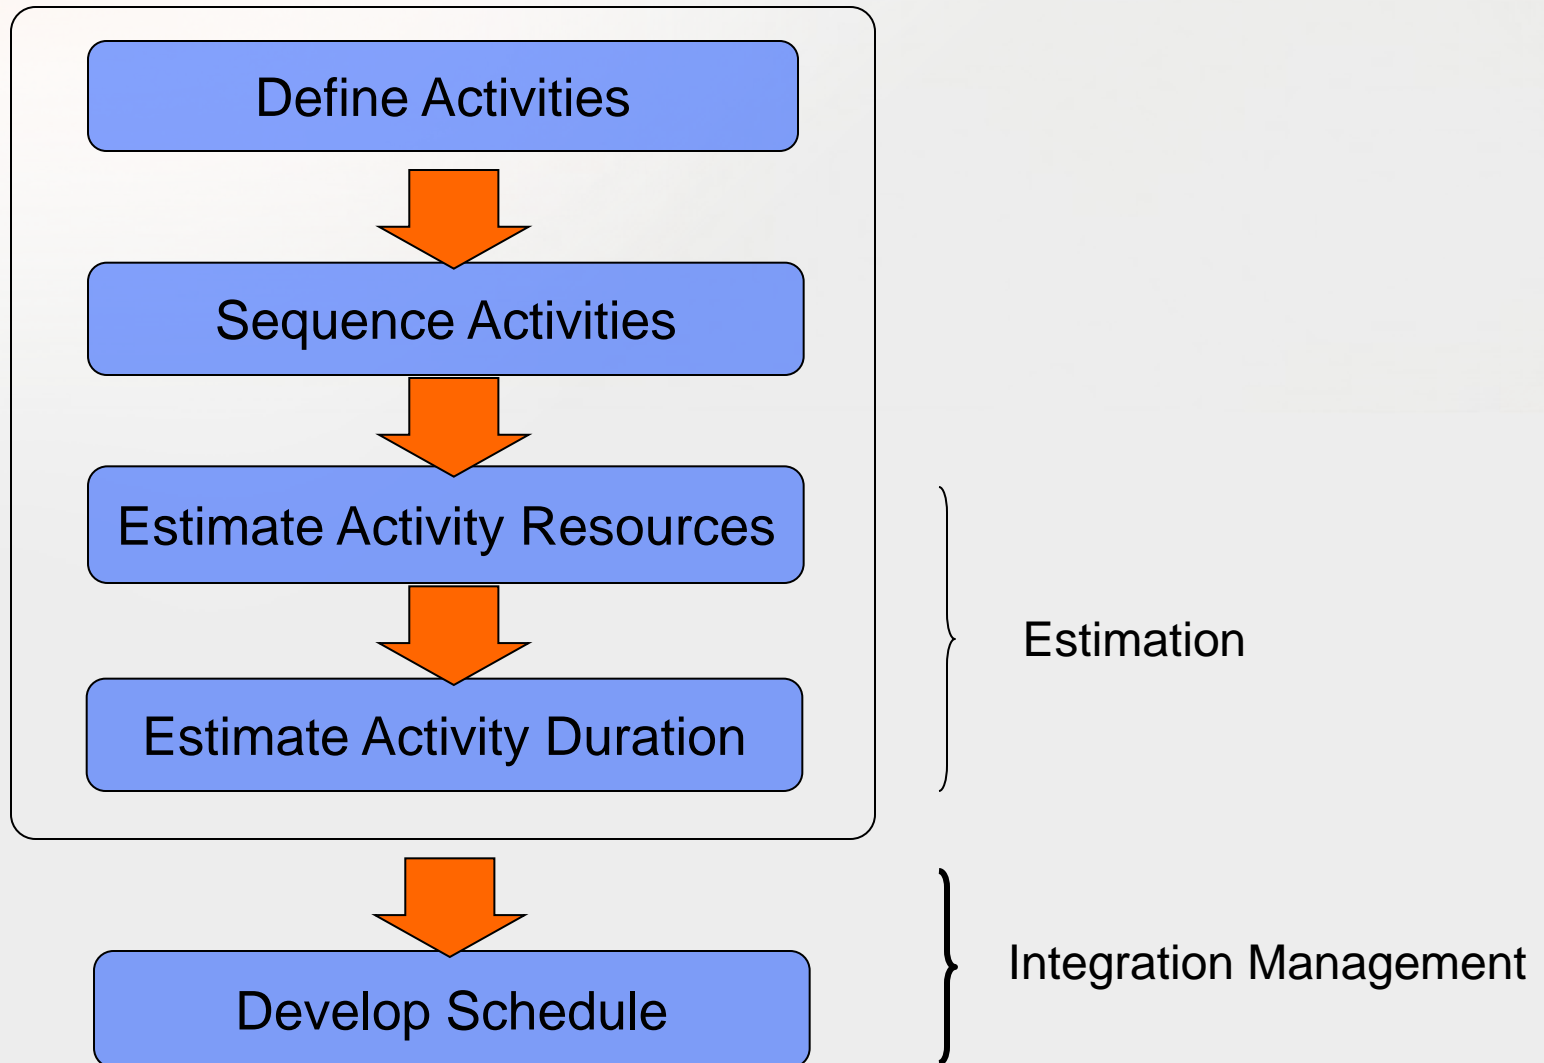 Define Activities
Sequence Activities
Estimate Activity Resources
Estimation
Estimate Activity Duration
Integration Management
Develop Schedule